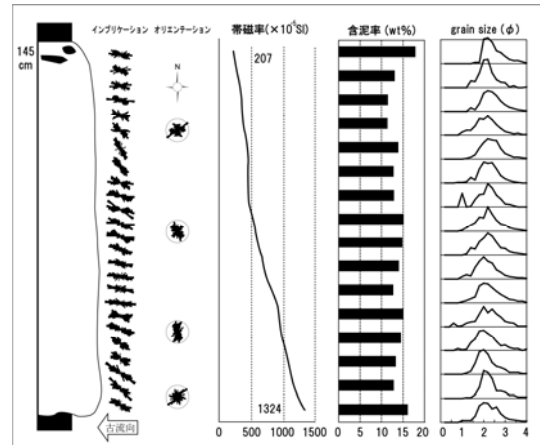 インブリケーション オリエンテーション 帯磁率(×10⁻⁵SI) 含泥率 (wt%) grain size (φ)
145
cm
207
N
1324
古流向
0 500 1000 1500 0 5 10 15 20 0 1 2 3 4